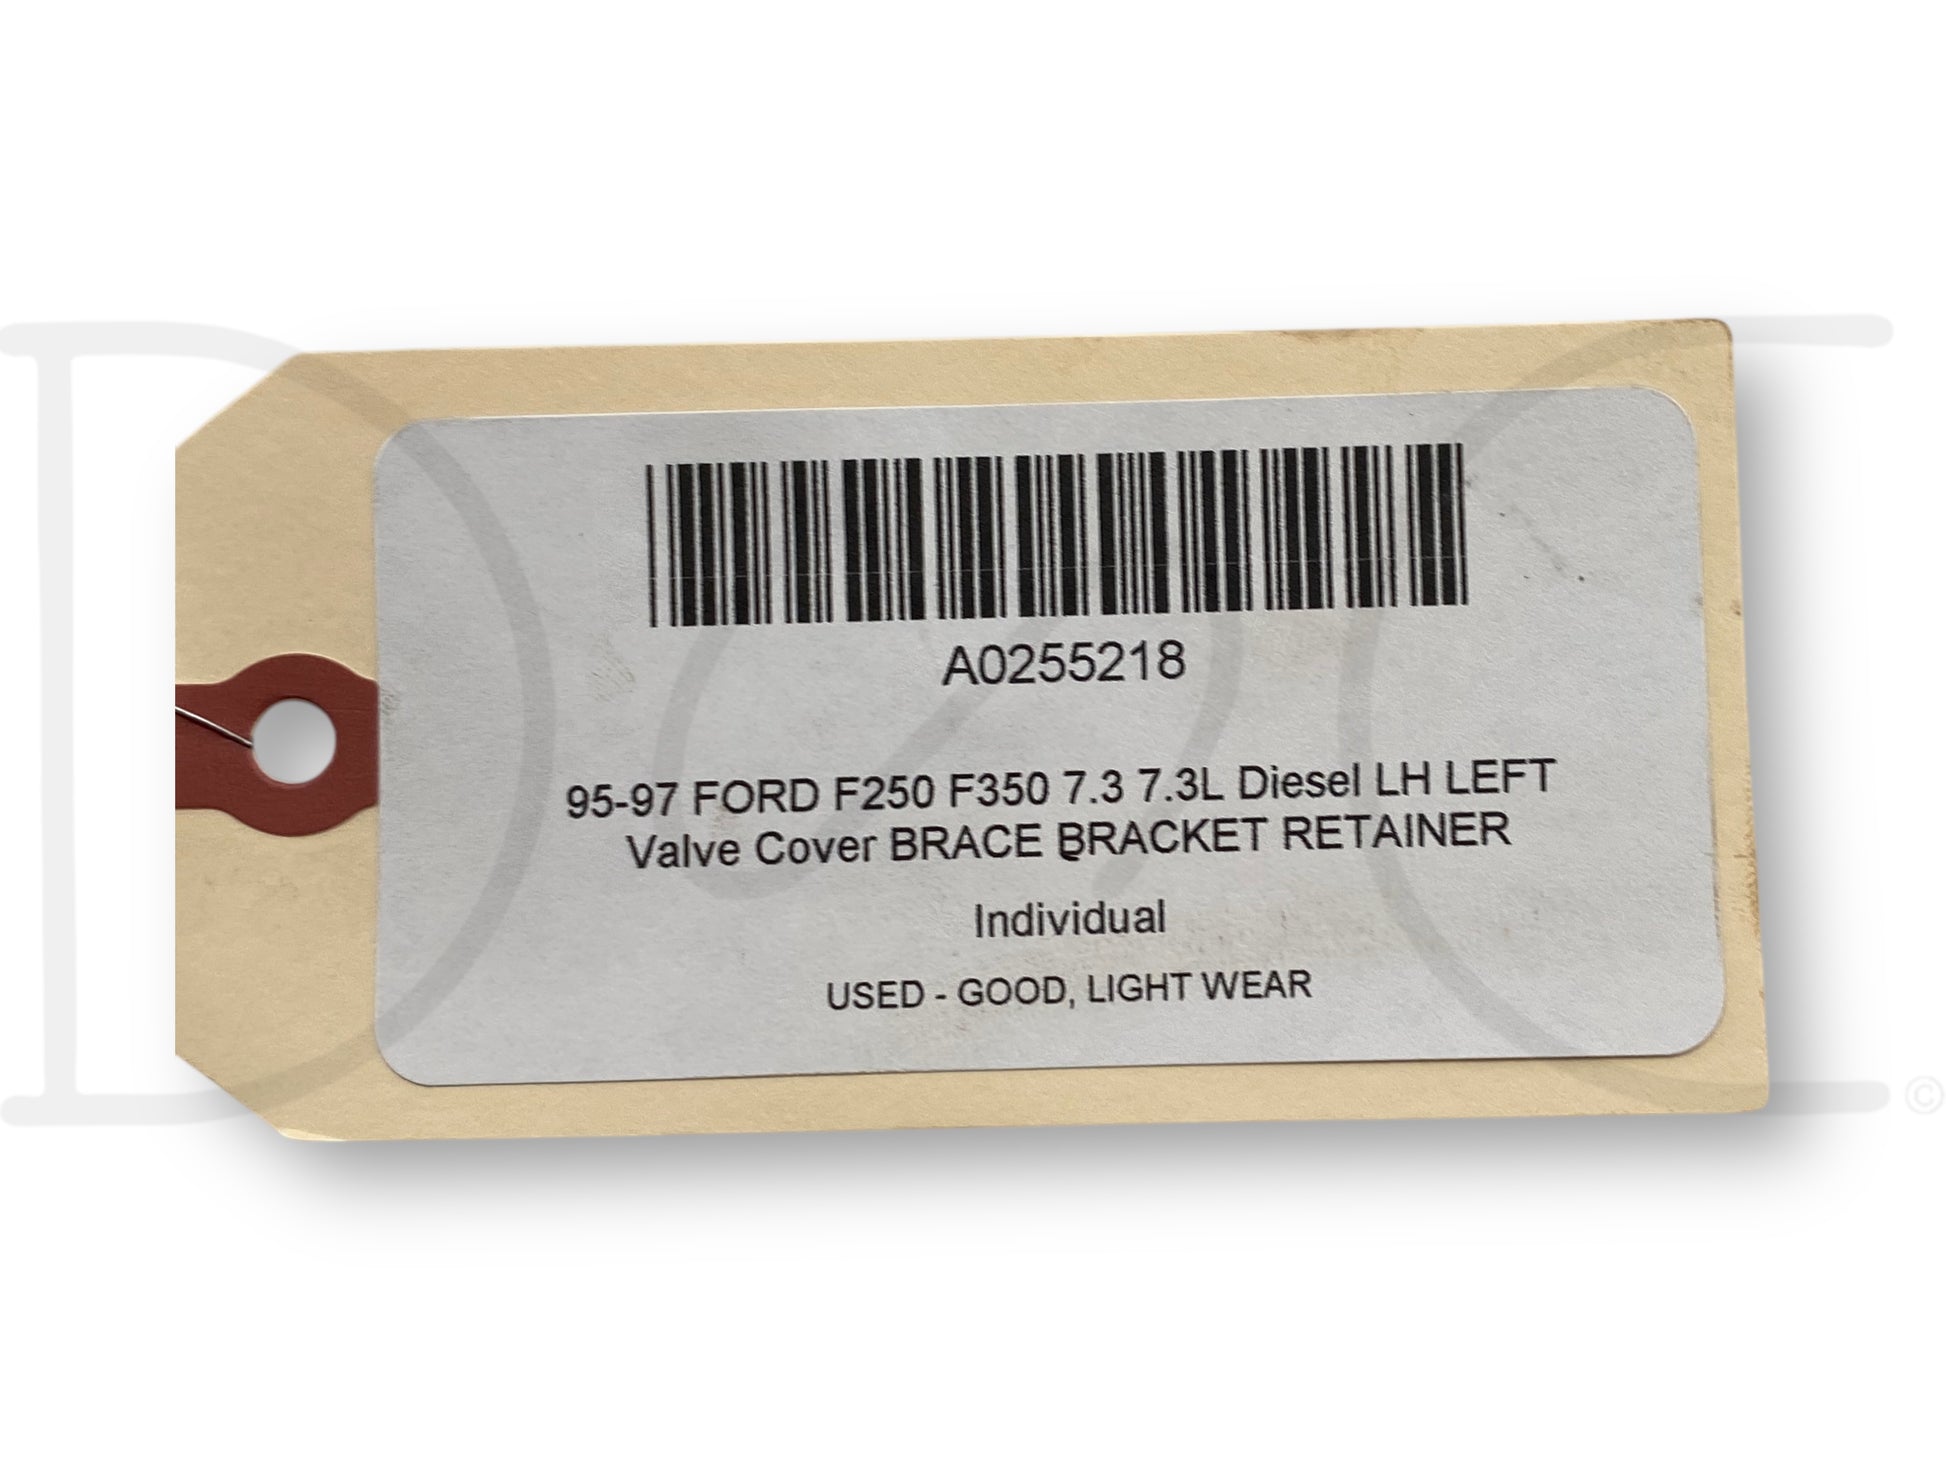 A0255218
95-97 FORD F250 F350 7.3 7.3L Diesel LH LEFT
Valve Cover BRACE BRACKET RETAINER
Individual
USED - GOOD, LIGHT WEAR
©